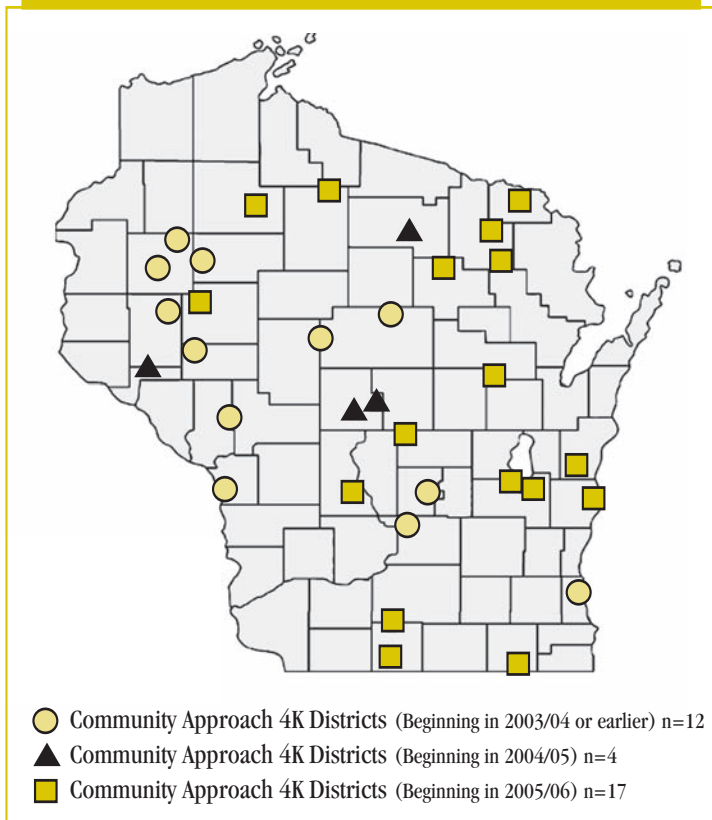 Community Approach 4K Districts (Beginning in 2003/04 or earlier) n=12
Community Approach 4K Districts (Beginning in 2004/05) n=4
Community Approach 4K Districts (Beginning in 2005/06) n=17